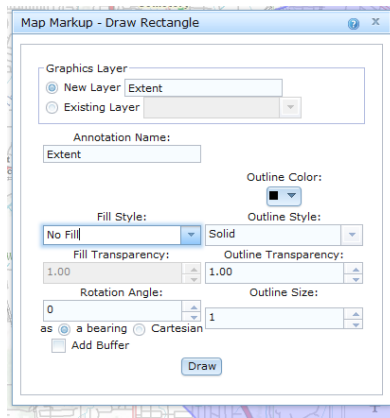 Map Markup - Draw Rectangle
Graphics Layer
New Layer Extent
Existing Layer
Annotation Name:
Extent
Outline Color:
Fill Style: Outline Style:
No Fill Solid
Fill Transparency: Outline Transparency:
1.00 1.00
Rotation Angle: Outline Size:
0 1
as a bearing Cartesian
Add Buffer
Draw